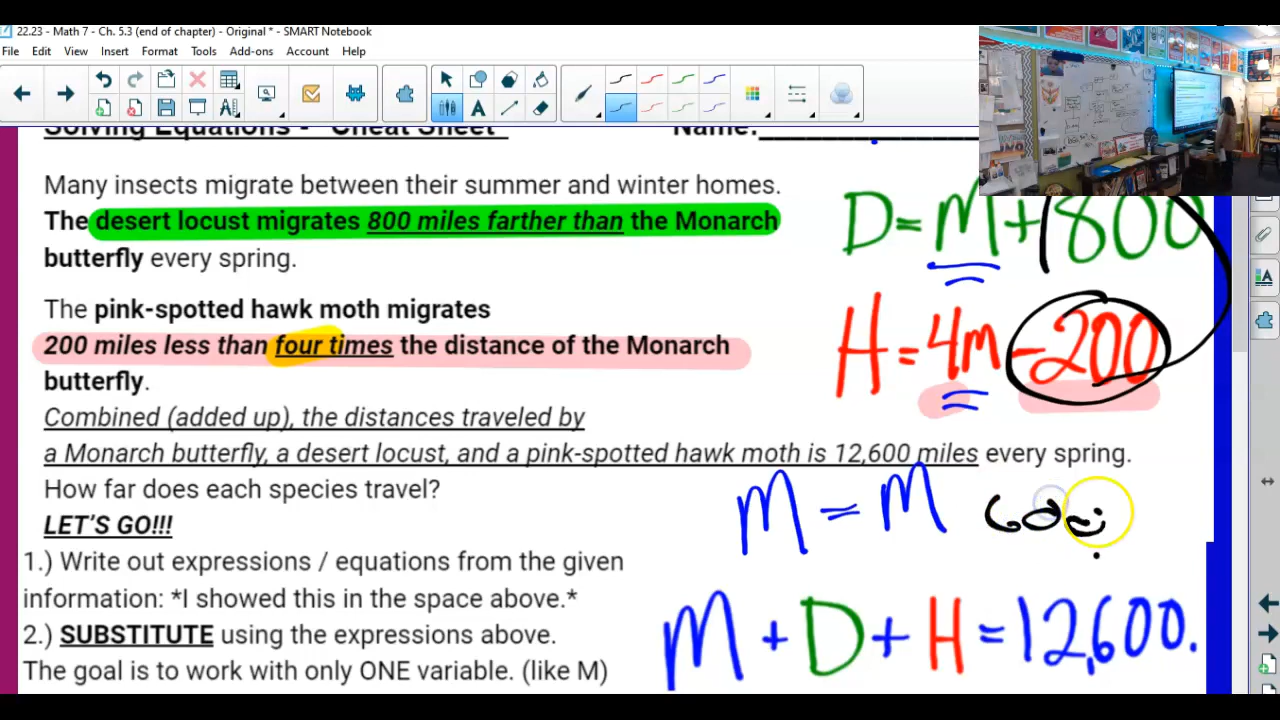 22.23 - Math 7 - Ch. 5.3 (end of chapter) - Original * - SMART Notebook
File Edit View Insert Format Tools Add-ons Account Help
Solving Equations - "Cheat Sheet" Name:
Many insects migrate between their summer and winter homes.
The desert locust migrates 800 miles farther than the Monarch
butterfly every spring.
D=M+800
The pink-spotted hawk moth migrates
200 miles less than four times the distance of the Monarch
butterfly.
H=4m-200
Combined (added up), the distances traveled by
a Monarch butterfly, a desert locust, and a pink-spotted hawk moth is 12,600 miles every spring.
How far does each species travel?
M = M
LET'S GO!!!
1.) Write out expressions / equations from the given
information: *I showed this in the space above.*
2.) SUBSTITUTE using the expressions above.
M + D + H = 12,600.
The goal is to work with only ONE variable. (like M)